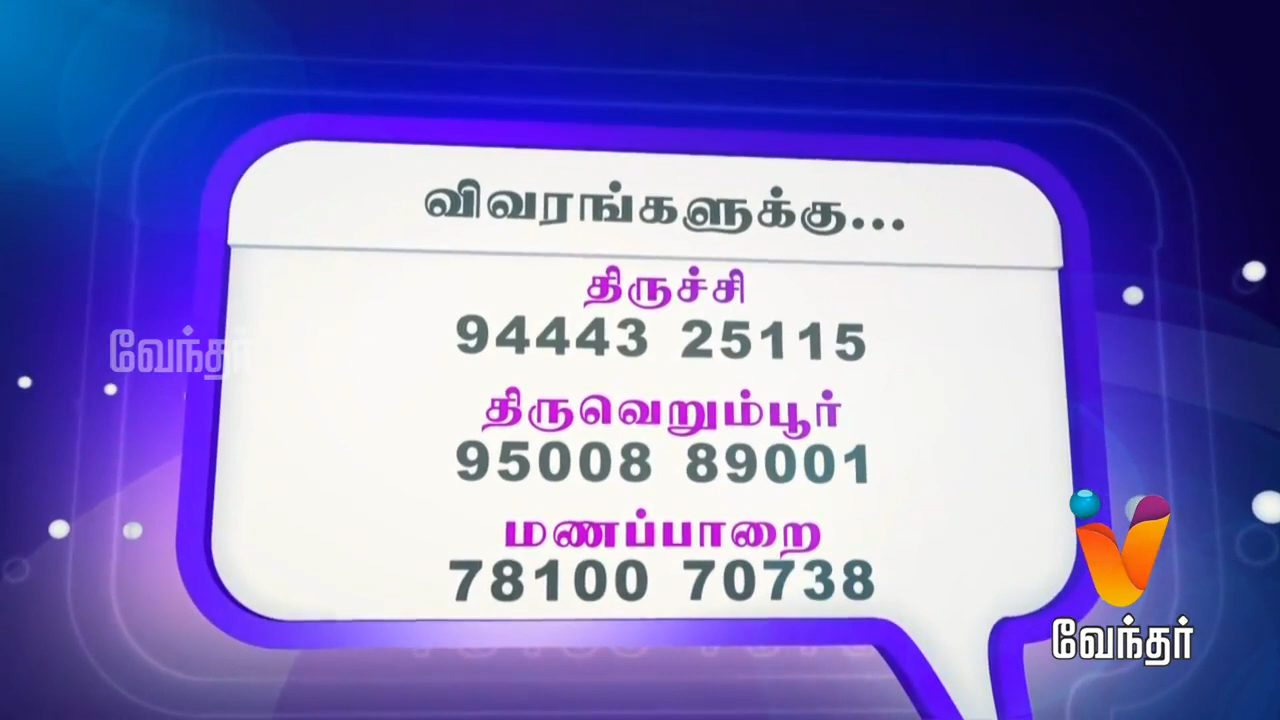 விவரங்களுக்கு...
திருச்சி
94443 25115
வேந்தர்
திருவெறும்பூர்
95008 89001
மணப்பாறை
78100 70738
வேந்தர்